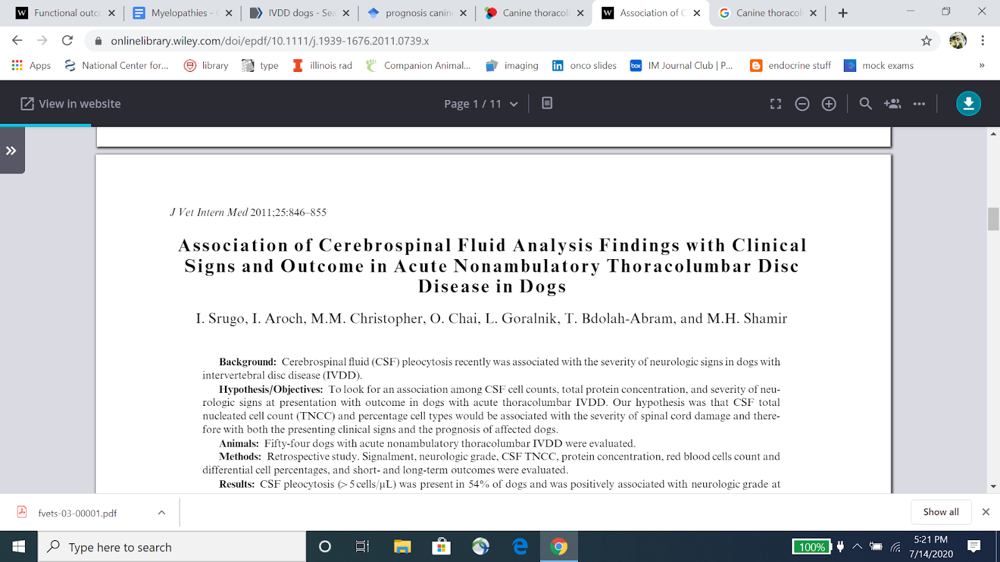 Functional outc
Myelopathies -
IVDD dogs - Sea
prognosis canin
Canine thoracol
Association of C
Canine thoracol
onlinelibrary.wiley.com/doi/epdf/10.1111/j.1939-1676.2011.0739.x
Apps
National Center for...
library
type
illinois rad
Companion Animal...
imaging
onco slides
IM Journal Club | P...
endocrine stuff
mock exams
»
View in website
Page 1 / 11
J Vet Intern Med 2011;25:846–855
Association of Cerebrospinal Fluid Analysis Findings with Clinical
Signs and Outcome in Acute Nonambulatory Thoracolumbar Disc
Disease in Dogs
I. Srugo, I. Aroch, M.M. Christopher, O. Chai, L. Goralnik, T. Bdolah-Abram, and M.H. Shamir
Background: Cerebrospinal fluid (CSF) pleocytosis recently was associated with the severity of neurologic signs in dogs with
intervertebral disc disease (IVDD).
Hypothesis/Objectives: To look for an association among CSF cell counts, total protein concentration, and severity of neu-
rologic signs at presentation with outcome in dogs with acute thoracolumbar IVDD. Our hypothesis was that CSF total
nucleated cell count (TNCC) and percentage cell types would be associated with the severity of spinal cord damage and there-
fore with both the presenting clinical signs and the prognosis of affected dogs.
Animals: Fifty-four dogs with acute nonambulatory thoracolumbar IVDD were evaluated.
Methods: Retrospective study. Signalment, neurologic grade, CSF TNCC, protein concentration, red blood cells count and
differential cell percentages, and short- and long-term outcomes were evaluated.
Results: CSF pleocytosis (>5 cells/μL) was present in 54% of dogs and was positively associated with neurologic grade at
fvets-03-00001.pdf
Show all
Type here to search
100%
5:21 PM
7/14/2020